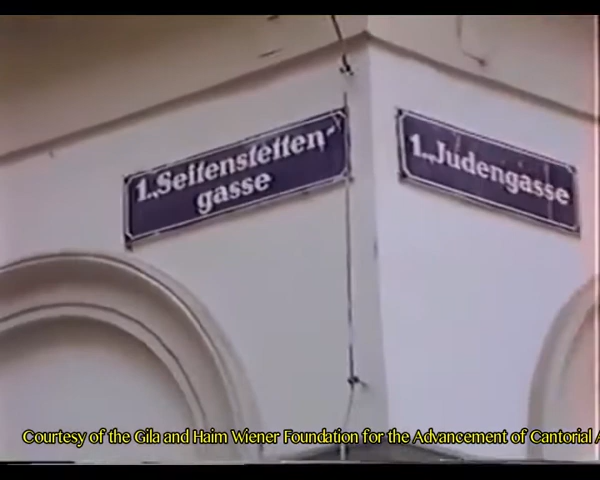 1., Seitenstetten-
gasse
1., Judengasse
Courtesy of the Gila and Haim Wiener Foundation for the Advancement of Cantorial A